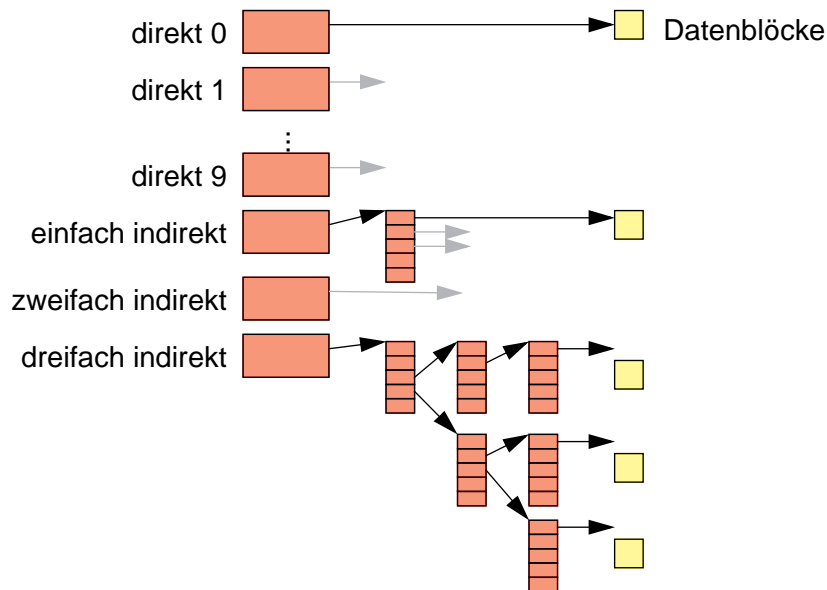 direkt 0
Datenblöcke
direkt 1
direkt 9
einfach indirekt
zweifach indirekt
dreifach indirekt